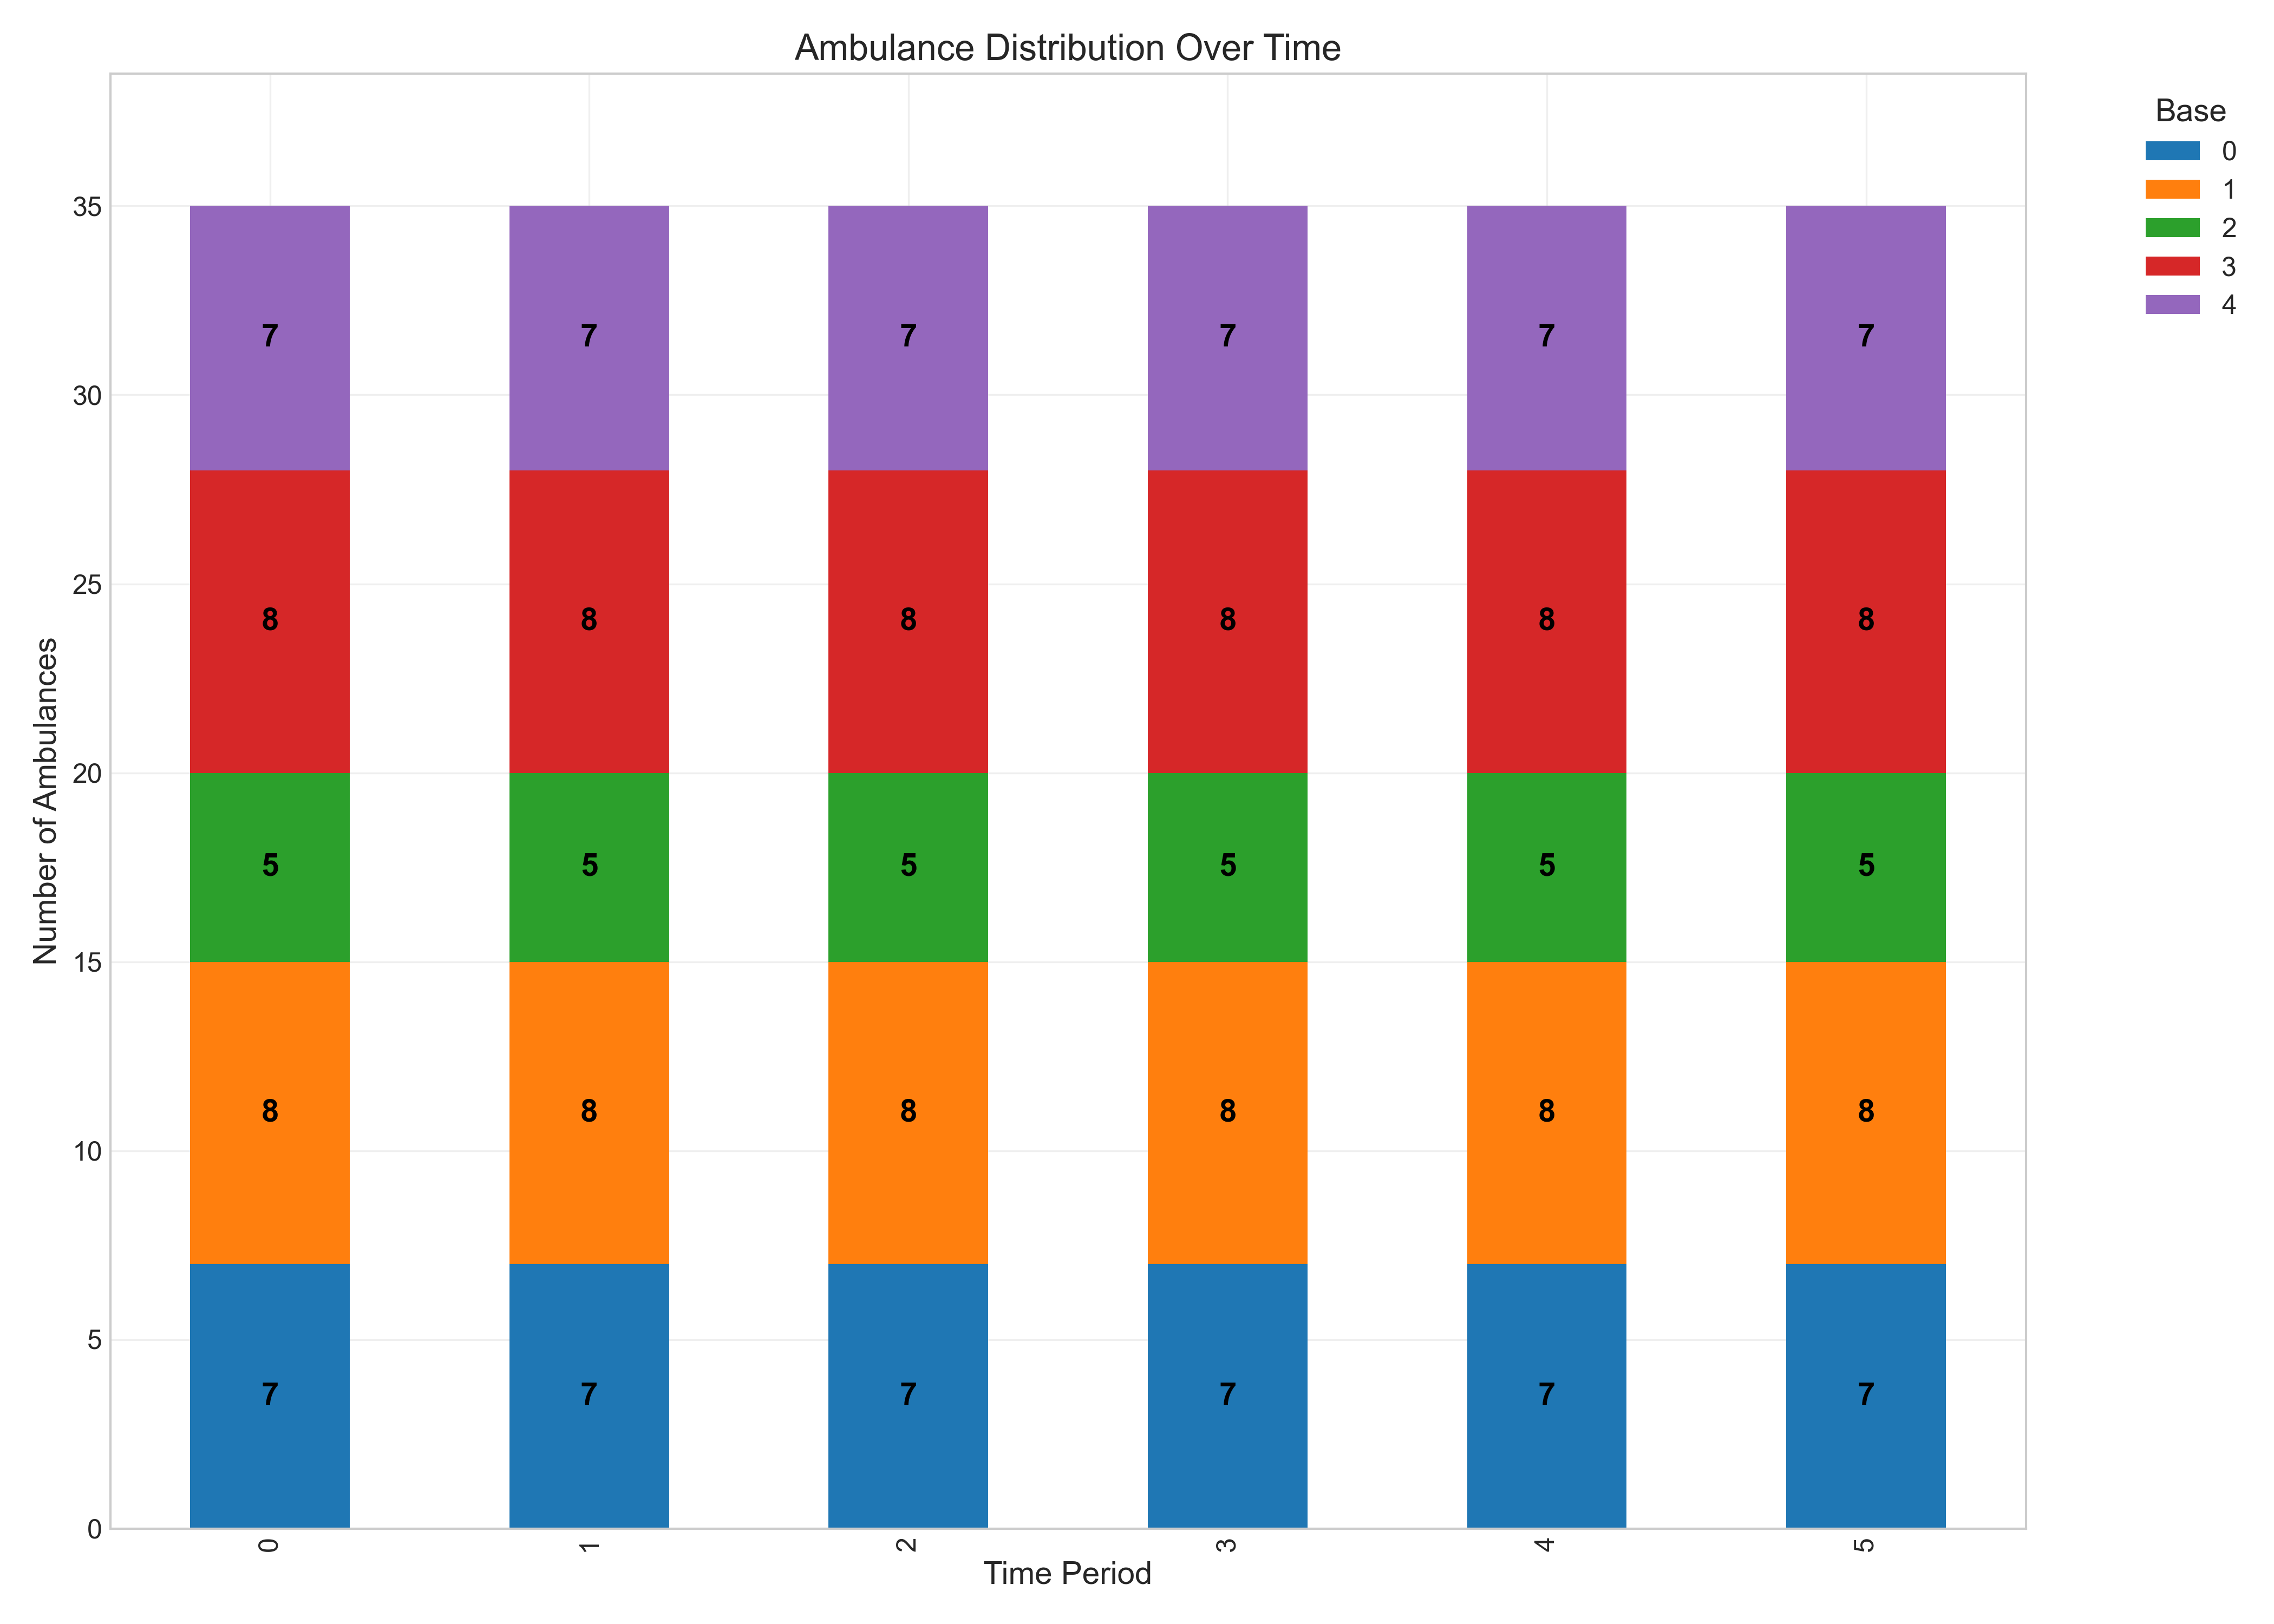 Ambulance Distribution Over Time
Base
0
1
2
3
4
Number of Ambulances
35
30
25
20
15
10
5
0
7 7 7 7 7 7
8 8 8 8 8 8
5 5 5 5 5 5
8 8 8 8 8 8
7 7 7 7 7 7
0 1 2 3 4 5
Time Period